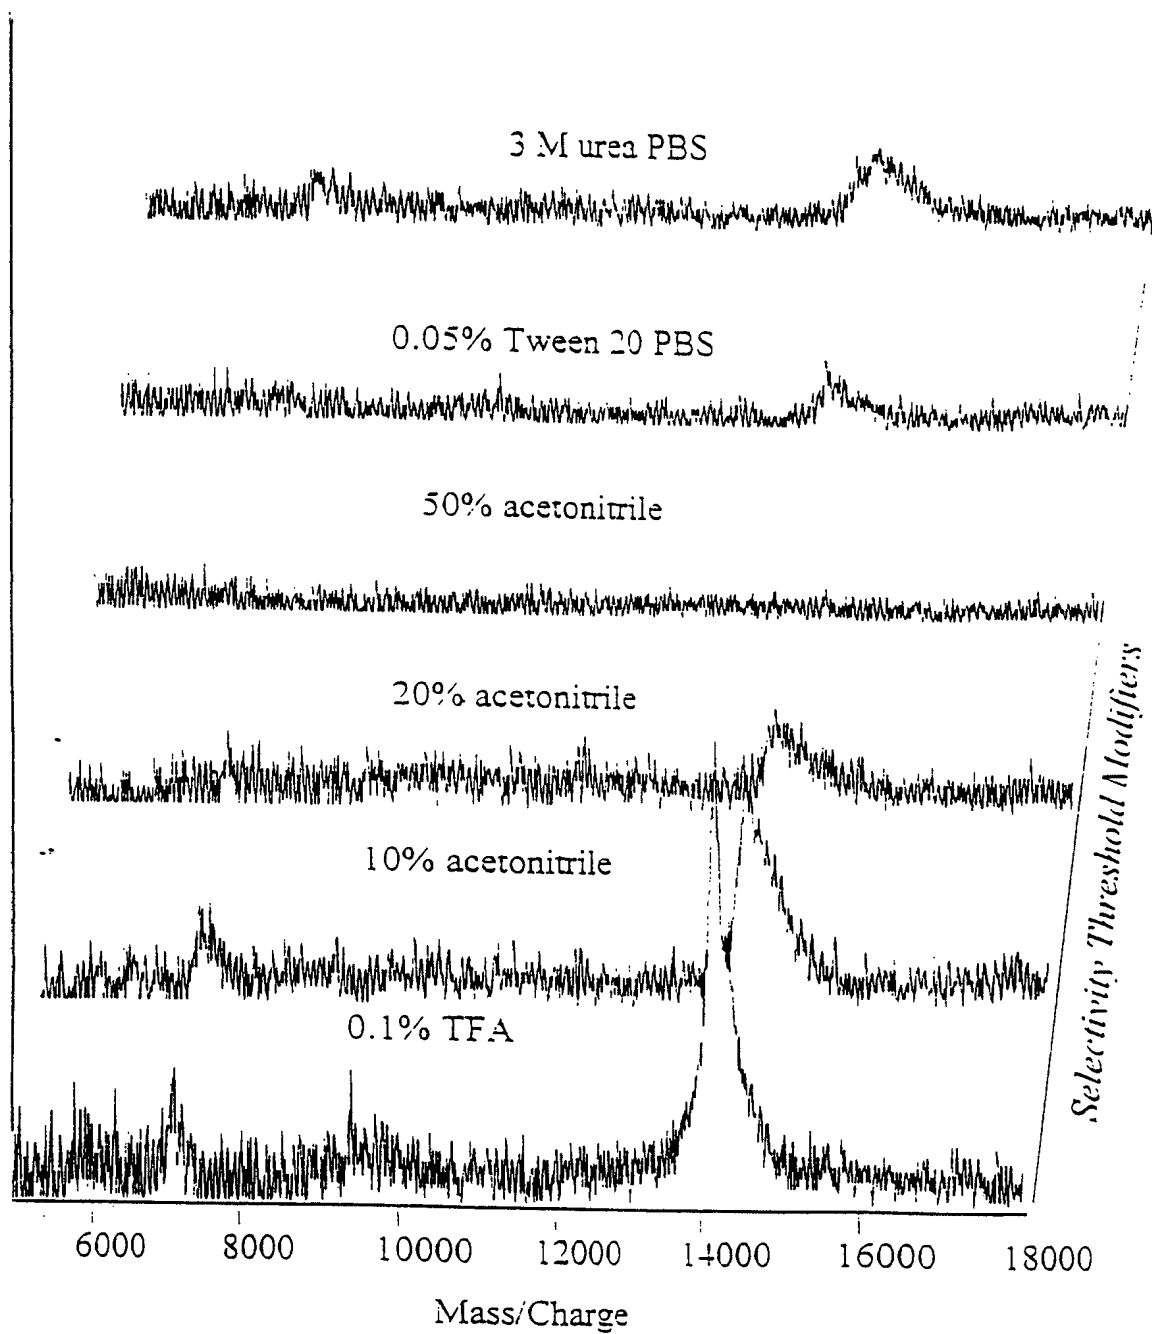 3 M urea PBS
0.05% Tween 20 PBS
50% acetonitrile
20% acetonitrile
Selectivity Threshold Modifiers
10% acetonitrile
0.1% TFA
6000 8000 10000 12000 14000 16000 18000
Mass/Charge